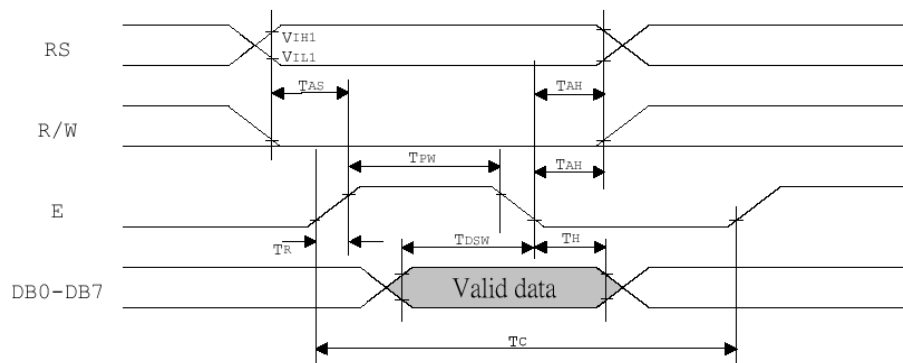 RS
VIH1
VIL1
TAS
TAH
R/W
TPW
TAH
E
TR
TDSW
TH
DB0-DB7
Valid data
TC